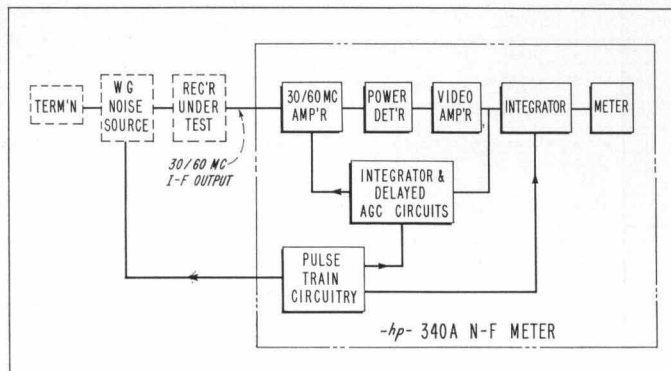 TERM'N
W G
NOISE
SOURCE
REC'R
UNDER
TEST
30/60 MC
AMP'R
POWER
DET'R
VIDEO
AMP'R
INTEGRATOR
METER
30/60 MC
I-F OUTPUT
INTEGRATOR &
DELAYED
AGC CIRCUITS
PULSE
TRAIN
CIRCUITRY
-hp- 340A N-F METER